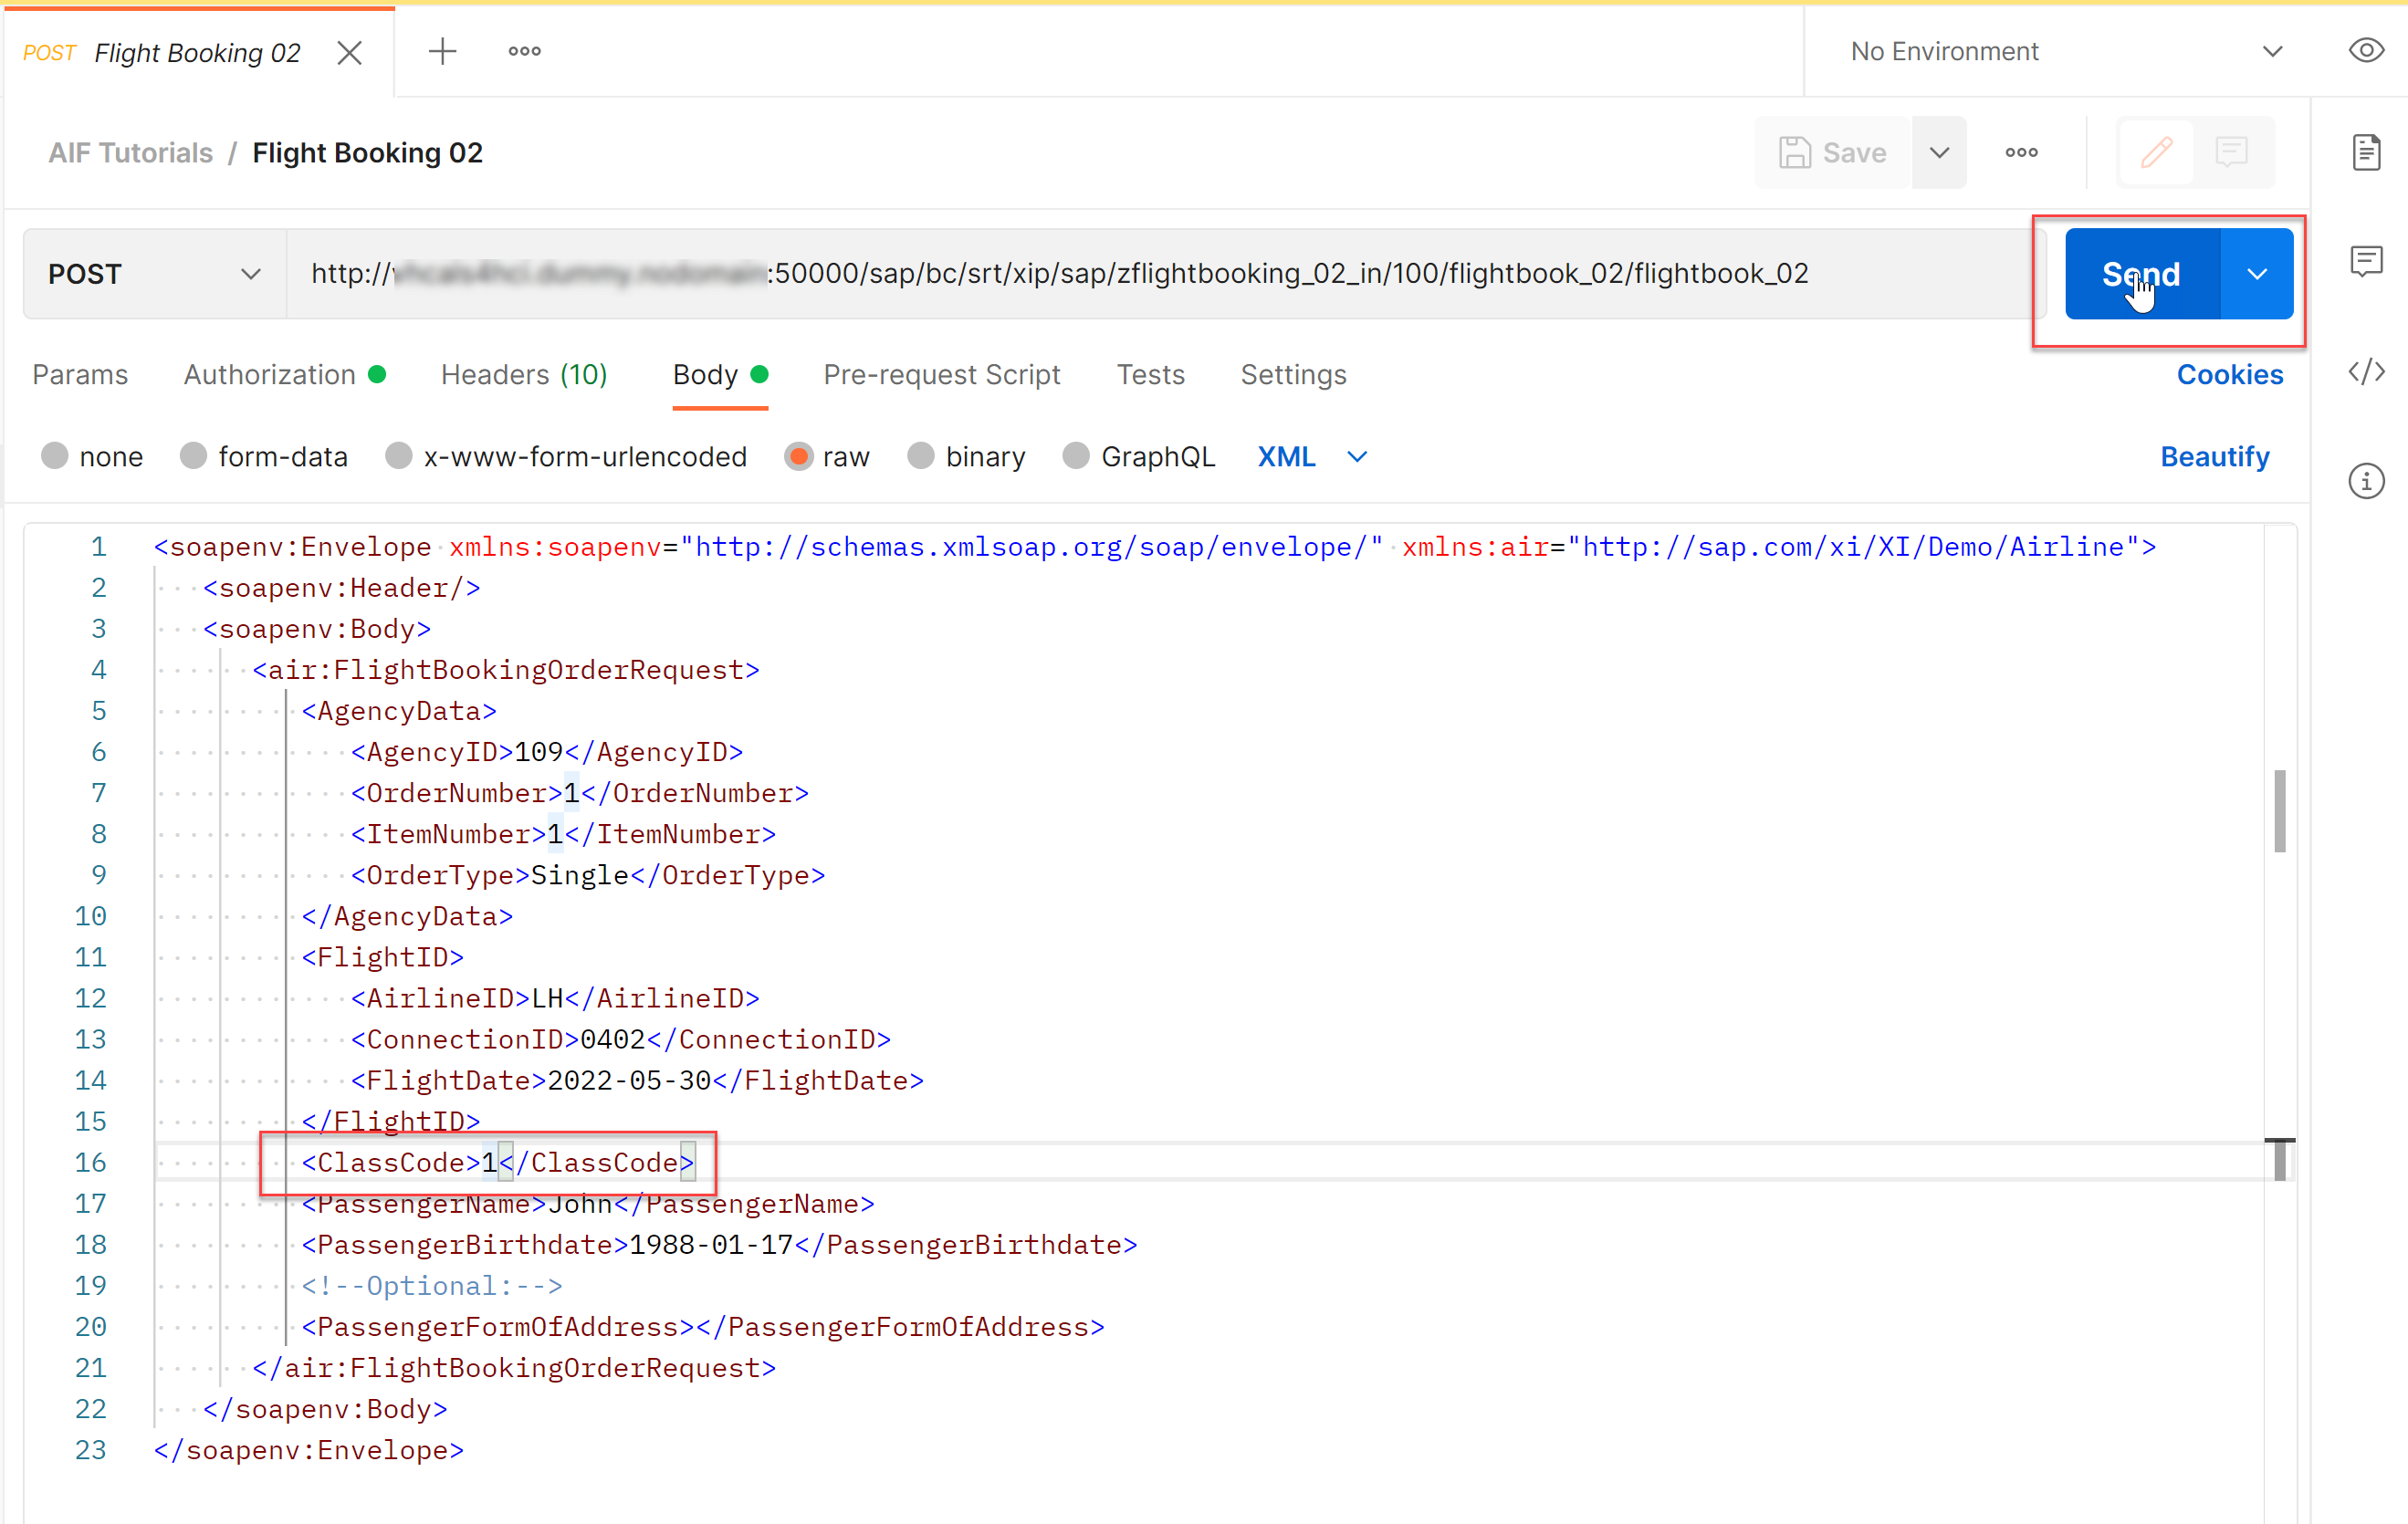 POST Flight Booking 02
No Environment
AIF Tutorials / Flight Booking 02
Save
POST
http:// :50000/sap/bc/srt/xip/sap/zflightbooking_02_in/100/flightbook_02/flightbook_02
Send
Params Authorization Headers (10) Body Pre-request Script Tests Settings Cookies
none form-data x-www-form-urlencoded raw binary GraphQL XML Beautify
1 <soapenv:Envelope xmlns:soapenv="http://schemas.xmlsoap.org/soap/envelope/" xmlns:air="http://sap.com/xi/XI/Demo/Airline">
2 <soapenv:Header/>
3 <soapenv:Body>
4 <air:FlightBookingOrderRequest>
5 <AgencyData>
6 <AgencyID>109</AgencyID>
7 <OrderNumber>1</OrderNumber>
8 <ItemNumber>1</ItemNumber>
9 <OrderType>Single</OrderType>
10 </AgencyData>
11 <FlightID>
12 <AirlineID>LH</AirlineID>
13 <ConnectionID>0402</ConnectionID>
14 <FlightDate>2022-05-30</FlightDate>
15 </FlightID>
16 <ClassCode>1</ClassCode>
17 <PassengerName>John</PassengerName>
18 <PassengerBirthdate>1988-01-17</PassengerBirthdate>
19 <!--Optional:-->
20 <PassengerFormOfAddress></PassengerFormOfAddress>
21 </air:FlightBookingOrderRequest>
22 </soapenv:Body>
23 </soapenv:Envelope>